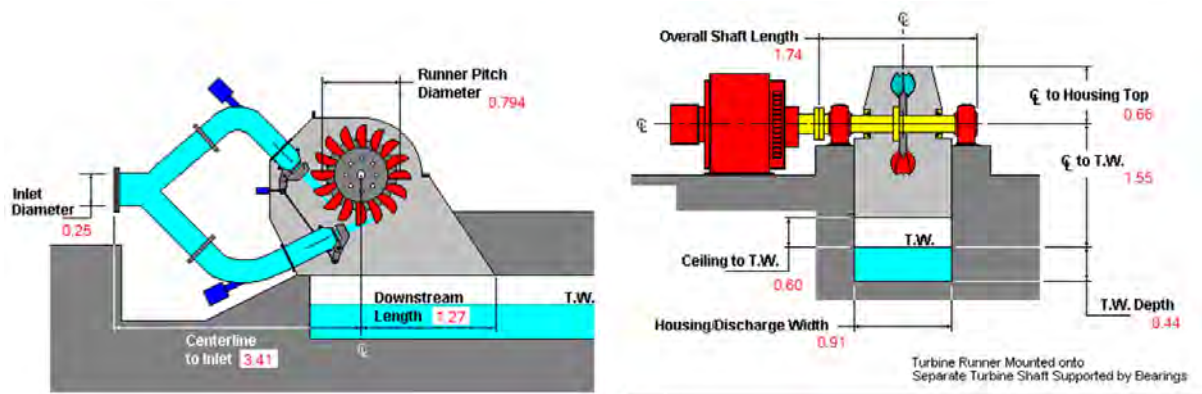 Runner Pitch
Diameter
0.794
Inlet
Diameter
0.25
Downstream
Length 1.27
T.W.
Centerline
to Inlet 3.41
℄
℄
Overall Shaft Length
1.74
℄ to Housing Top
0.66
℄
℄ to T.W.
1.55
T.W.
Ceiling to T.W.
0.60
T.W. Depth
0.44
Housing/Discharge Width
0.91
Turbine Runner Mounted onto
Separate Turbine Shaft Supported by Bearings